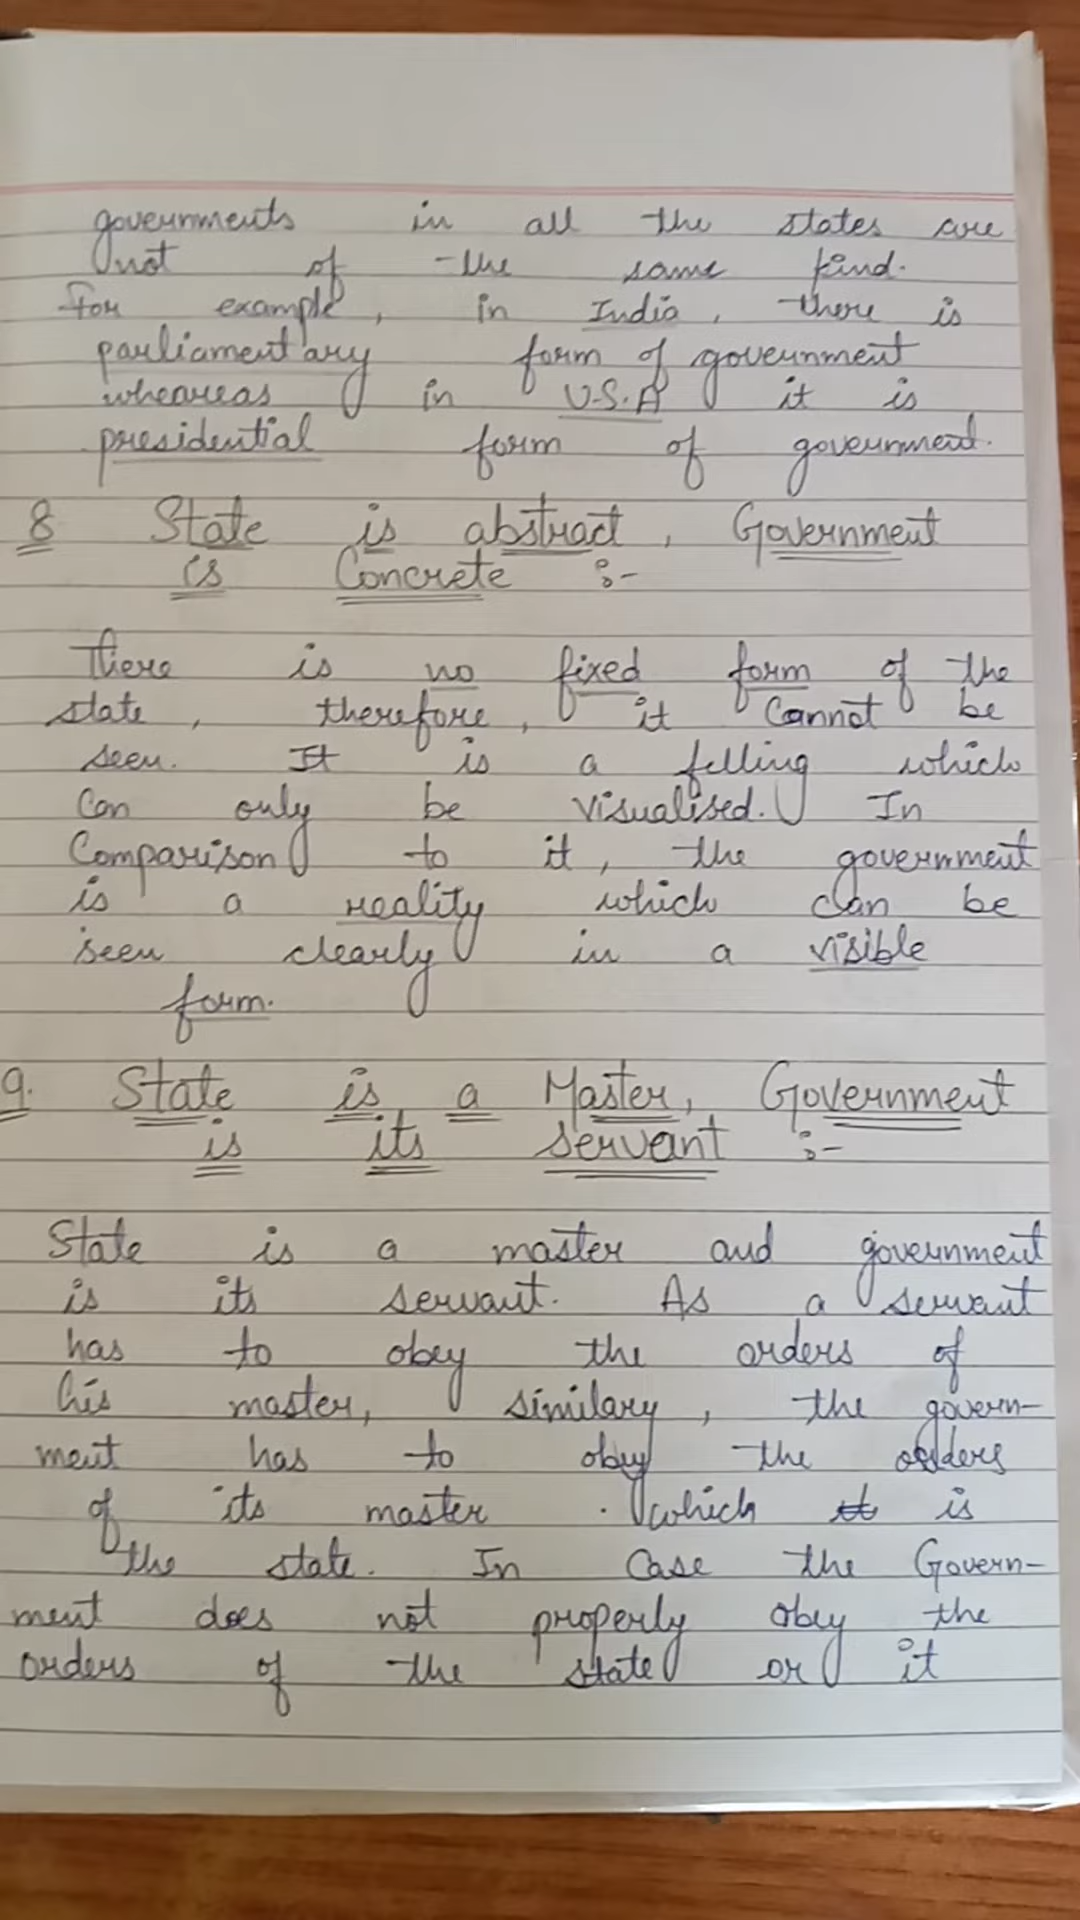 governments in all the states are
not of the same kind.
For example, in India, there is
parliamentary form of government
wheareas in U.S.A it is
presidential form of government.
8 State is abstract, Government
is Concrete :-
There is no fixed form of the
state, therefore, it cannot be
seen. It is a felling which
can only be visualised. In
Comparison to it, the government
is a reality which can be
seen clearly in a visible
form.
9. State is a Master, Government
is its servant :-
State is a master and government
is its servant. As a servant
has to obey the orders of
his master, similary, the govern-
ment has to obey the orders
of its master . which is
the state. In Case the Govern-
ment does not properly obey the
orders of the state or it